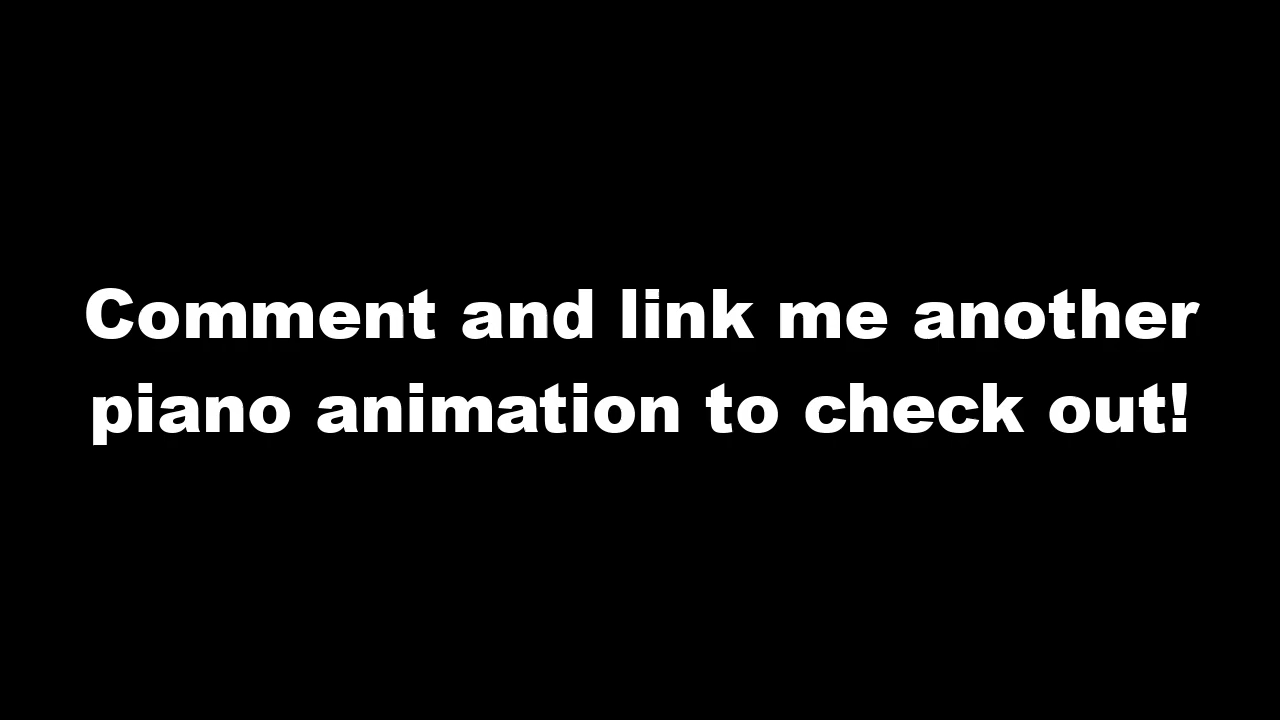 Comment and link me another
piano animation to check out!